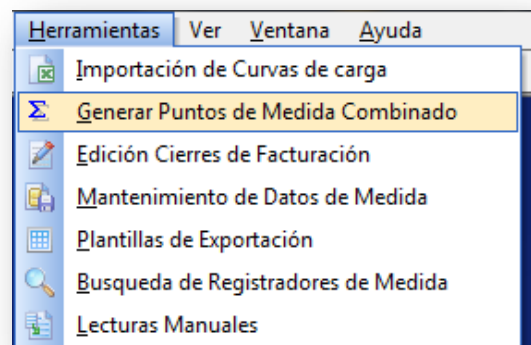 Herramientas Ver Ventana Ayuda
Importación de Curvas de carga
Σ Generar Puntos de Medida Combinado
Edición Cierres de Facturación
Mantenimiento de Datos de Medida
Plantillas de Exportación
Busqueda de Registradores de Medida
Lecturas Manuales